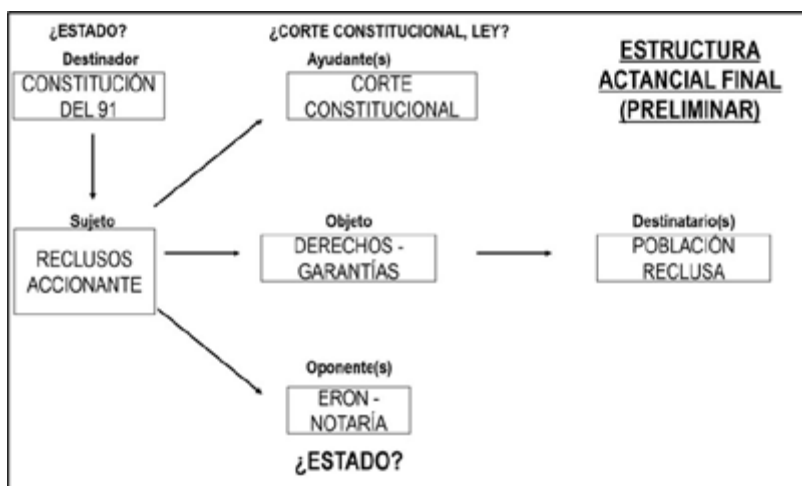 ¿ESTADO?
Destinador
CONSTITUCIÓN
DEL 91
¿CORTE CONSTITUCIONAL, LEY?
Ayudante(s)
CORTE
CONSTITUCIONAL
ESTRUCTURA
ACTANCIAL FINAL
(PRELIMINAR)
Sujeto
RECLUSOS
ACCIONANTE
Objeto
DERECHOS -
GARANTÍAS
Destinatario(s)
POBLACIÓN
RECLUSA
Oponente(s)
ERON -
NOTARÍA
¿ESTADO?